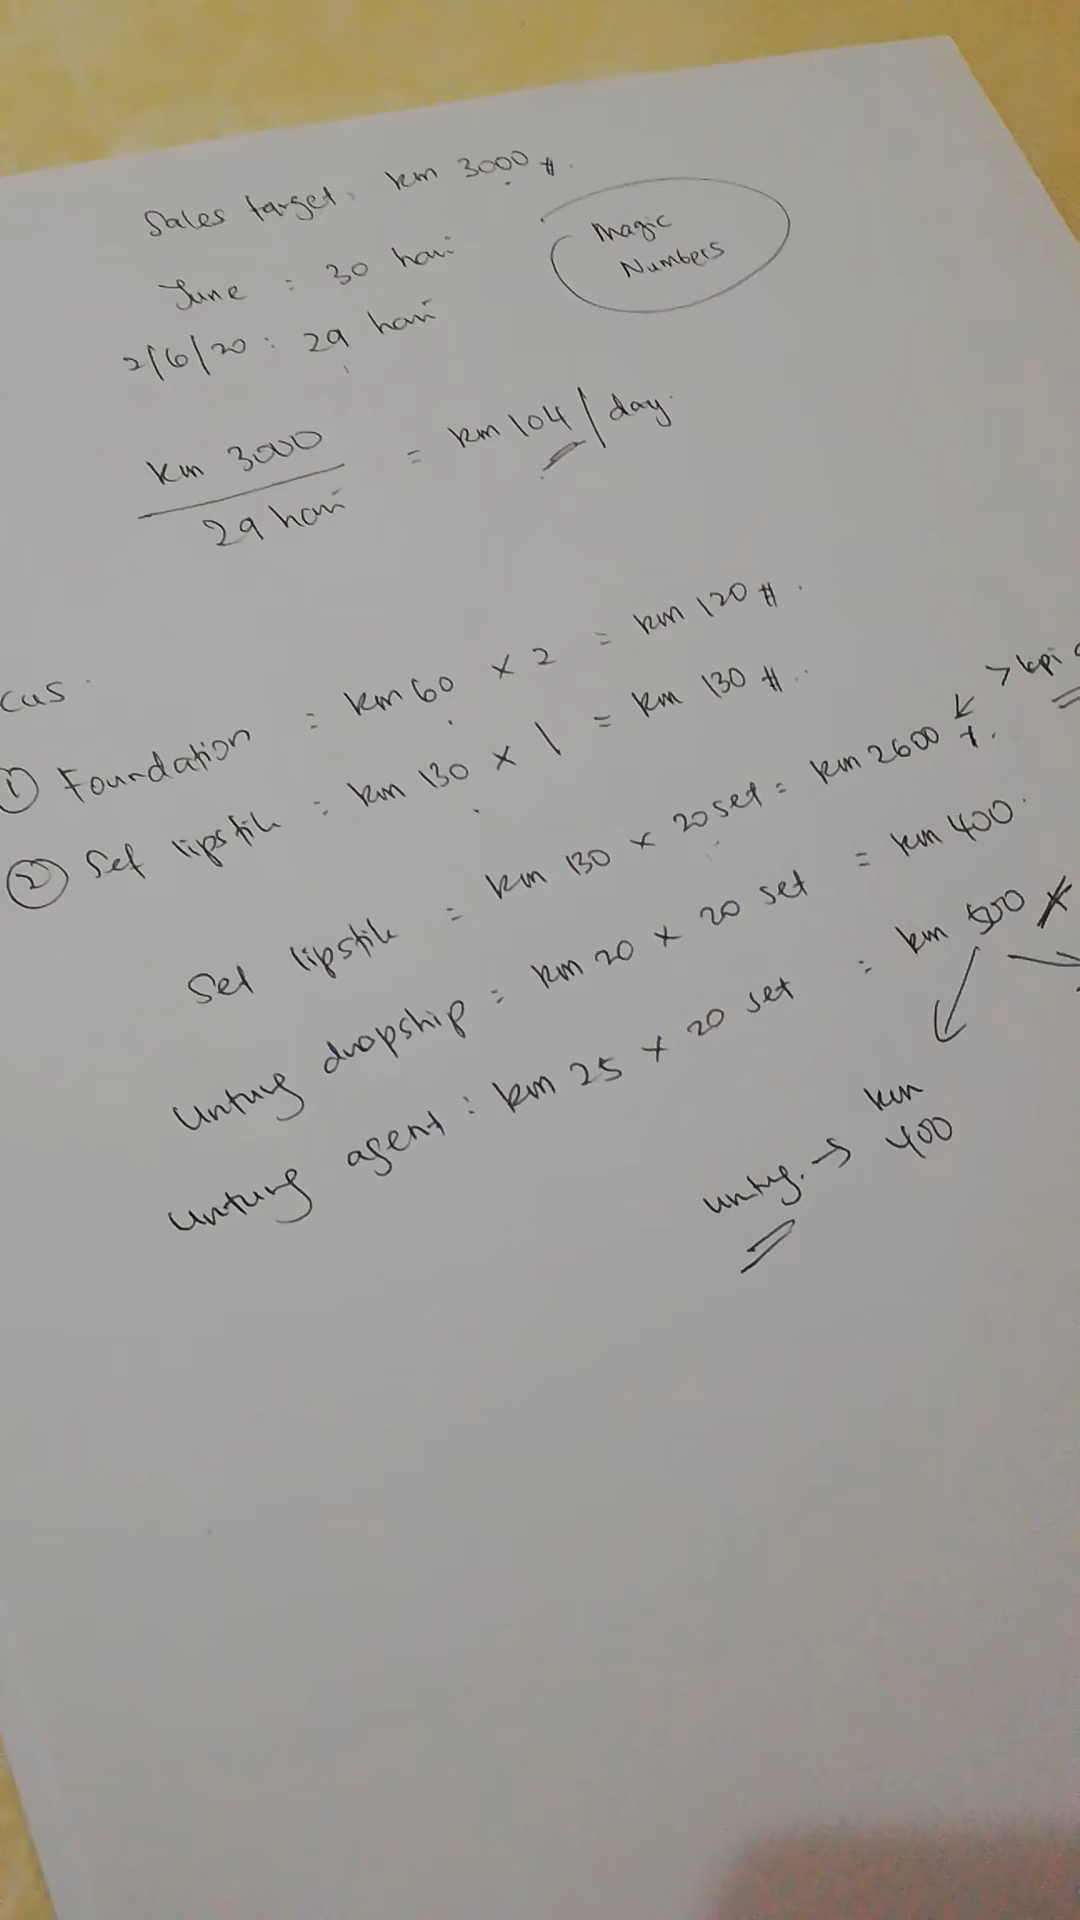 Sales target: RM 3000 #.
Magic
Numbers
June : 30 hari
2/6/20 : 29 hari
RM 3000
29 hari
= RM 104 / day.
cus.
① Foundation = RM 60 x 2 = RM 120 #.
② Set lipstik : RM 130 x 1 = RM 130 #.
Set lipstik = RM 130 x 20 set = RM 2600
> kpi
Untung dropship = RM 20 x 20 set = RM 400.
Untung agent : RM 25 x 20 set = RM 500
untug. → RM
400